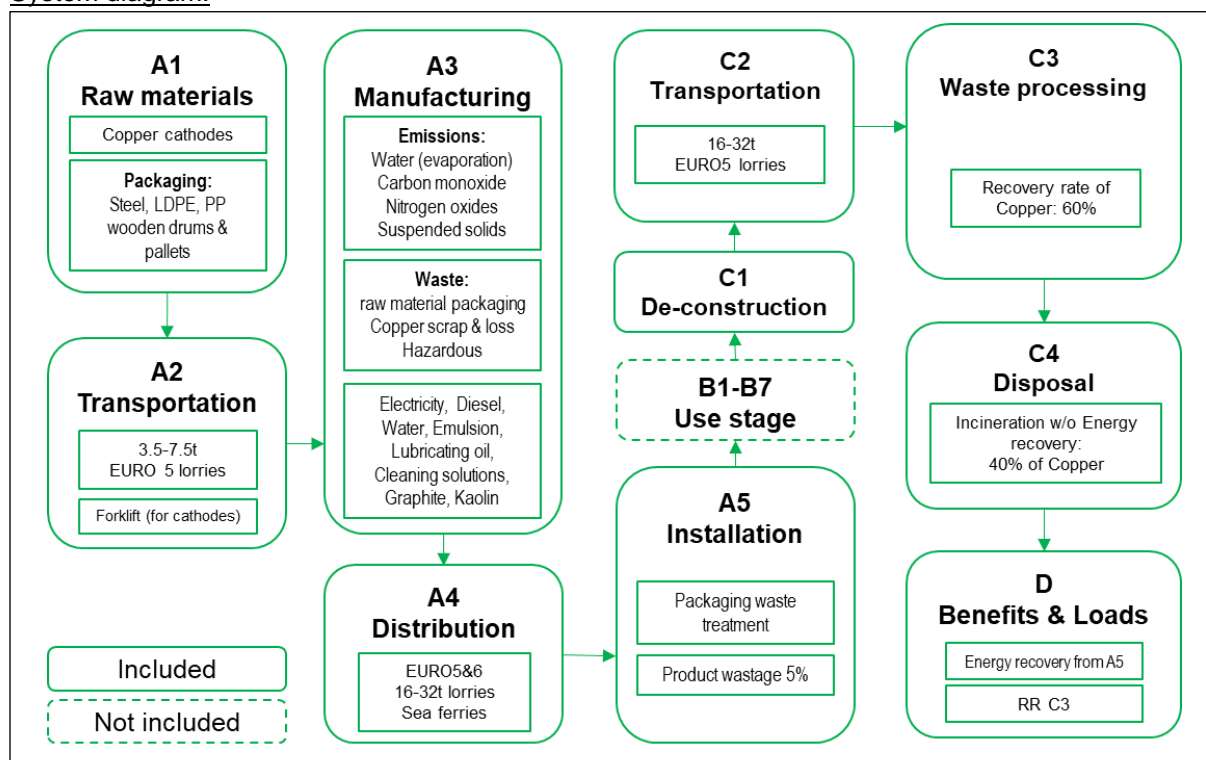 System diagram:
A1
Raw materials
Copper cathodes
Packaging:
Steel, LDPE, PP
wooden drums &
pallets
A2
Transportation
3.5-7.5t
EURO 5 lorries
Forklift (for cathodes)
Included
Not included
A3
Manufacturing
Emissions:
Water (evaporation)
Carbon monoxide
Nitrogen oxides
Suspended solids
Waste:
raw material packaging
Copper scrap & loss
Hazardous
Electricity, Diesel,
Water, Emulsion,
Lubricating oil,
Cleaning solutions,
Graphite, Kaolin
A4
Distribution
EURO5&6
16-32t lorries
Sea ferries
C2
Transportation
16-32t
EURO5 lorries
C1
De-construction
B1-B7
Use stage
A5
Installation
Packaging waste
treatment
Product wastage 5%
C3
Waste processing
Recovery rate of
Copper: 60%
C4
Disposal
Incineration w/o Energy
recovery:
40% of Copper
D
Benefits & Loads
Energy recovery from A5
RR C3